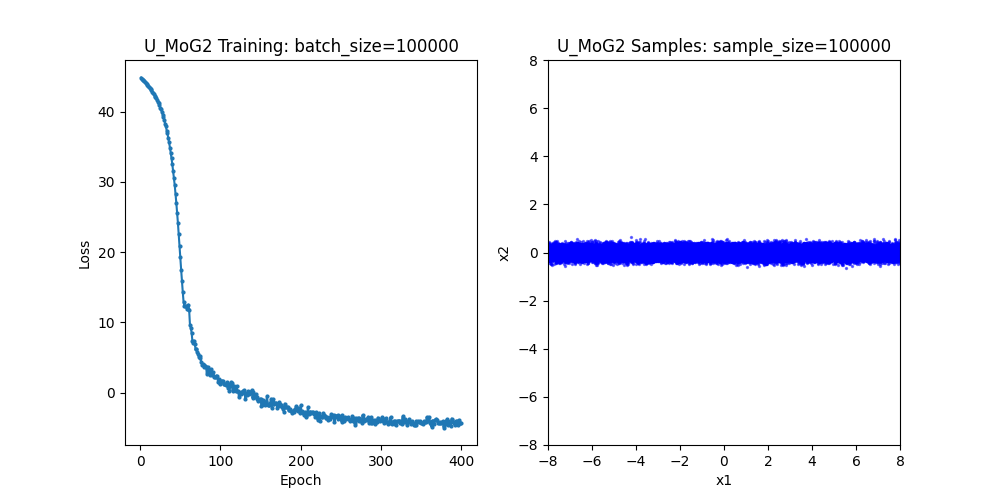 U_MoG2 Training: batch_size=100000
40
30
20
10
0
Loss
0 100 200 300 400
Epoch
U_MoG2 Samples: sample_size=100000
8
6
4
2
0
−2
−4
−6
−8
x2
−8 −6 −4 −2 0 2 4 6 8
x1